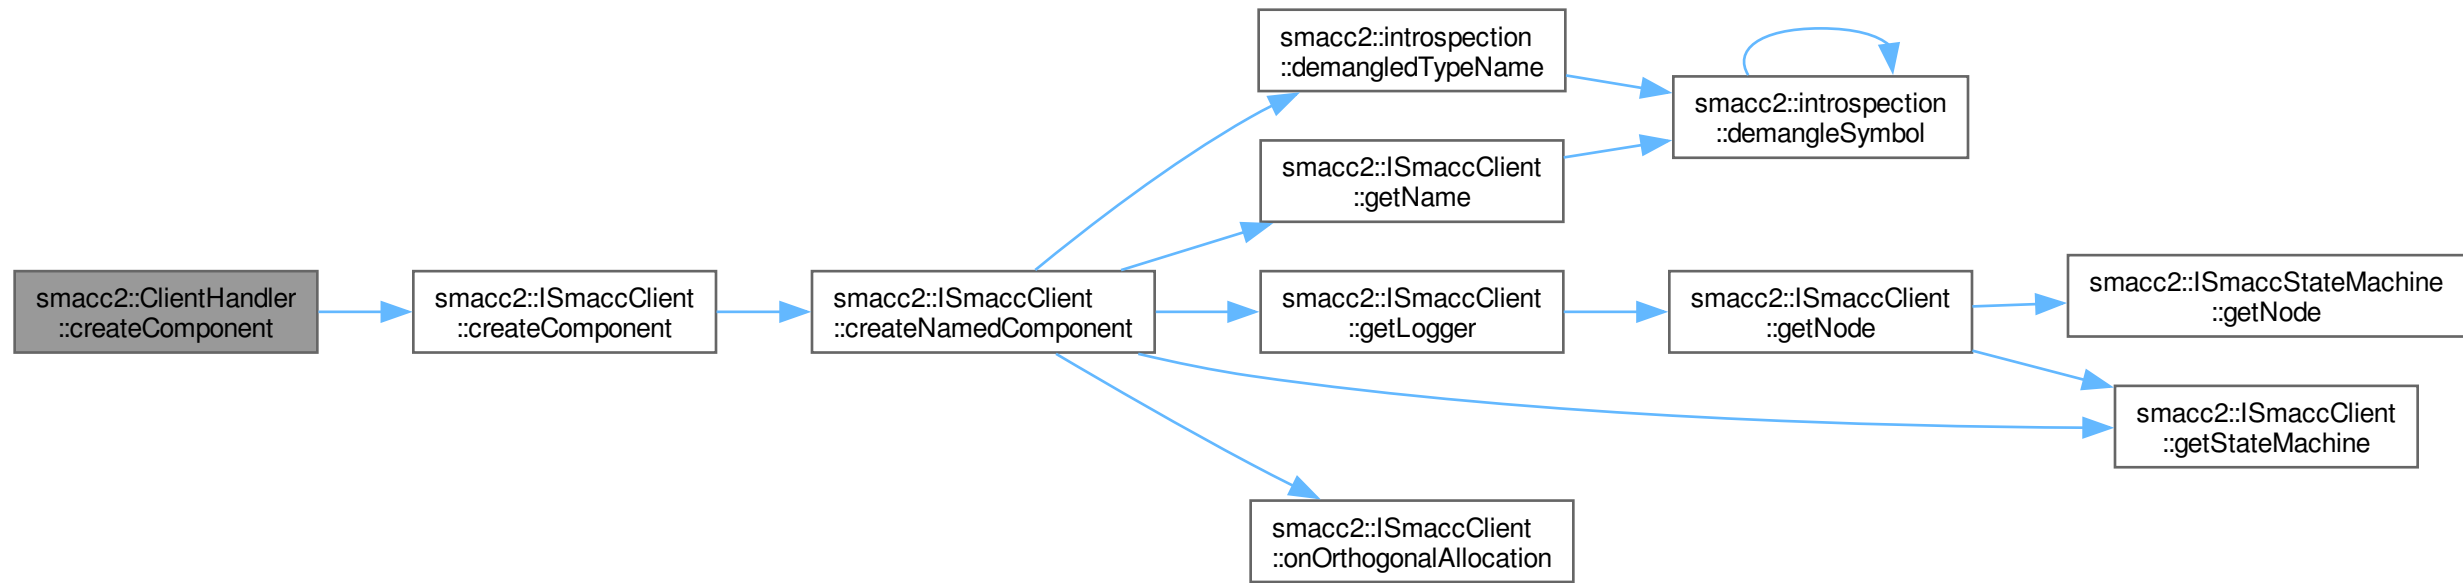 smacc2::ClientHandler
::createComponent
smacc2::ISmaccClient
::createComponent
smacc2::ISmaccClient
::createNamedComponent
smacc2::introspection
::demangledTypeName
smacc2::ISmaccClient
::getName
smacc2::ISmaccClient
::getLogger
smacc2::ISmaccClient
::onOrthogonalAllocation
smacc2::introspection
::demangleSymbol
smacc2::ISmaccClient
::getNode
smacc2::ISmaccStateMachine
::getNode
smacc2::ISmaccClient
::getStateMachine